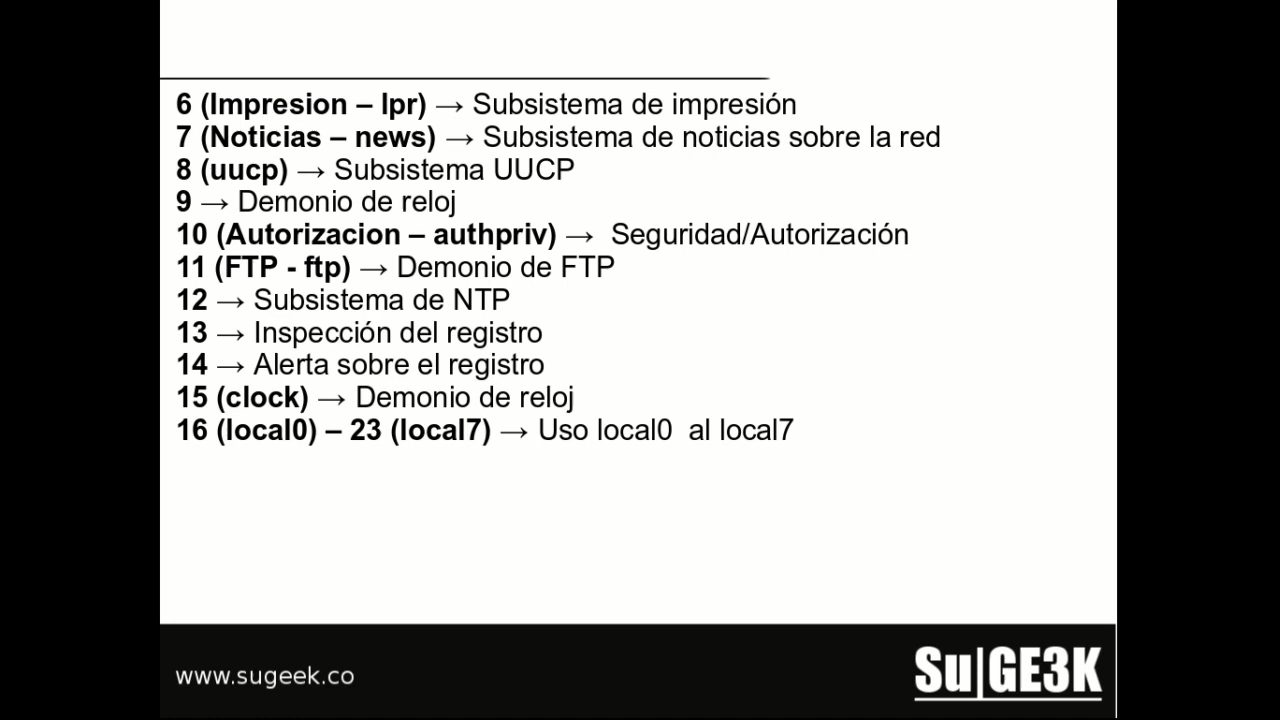 6 (Impresion – lpr) → Subsistema de impresión
7 (Noticias – news) → Subsistema de noticias sobre la red
8 (uucp) → Subsistema UUCP
9 → Demonio de reloj
10 (Autorizacion – authpriv) → Seguridad/Autorización
11 (FTP - ftp) → Demonio de FTP
12 → Subsistema de NTP
13 → Inspección del registro
14 → Alerta sobre el registro
15 (clock) → Demonio de reloj
16 (local0) – 23 (local7) → Uso local0 al local7
www.sugeek.co
Su|GE3K